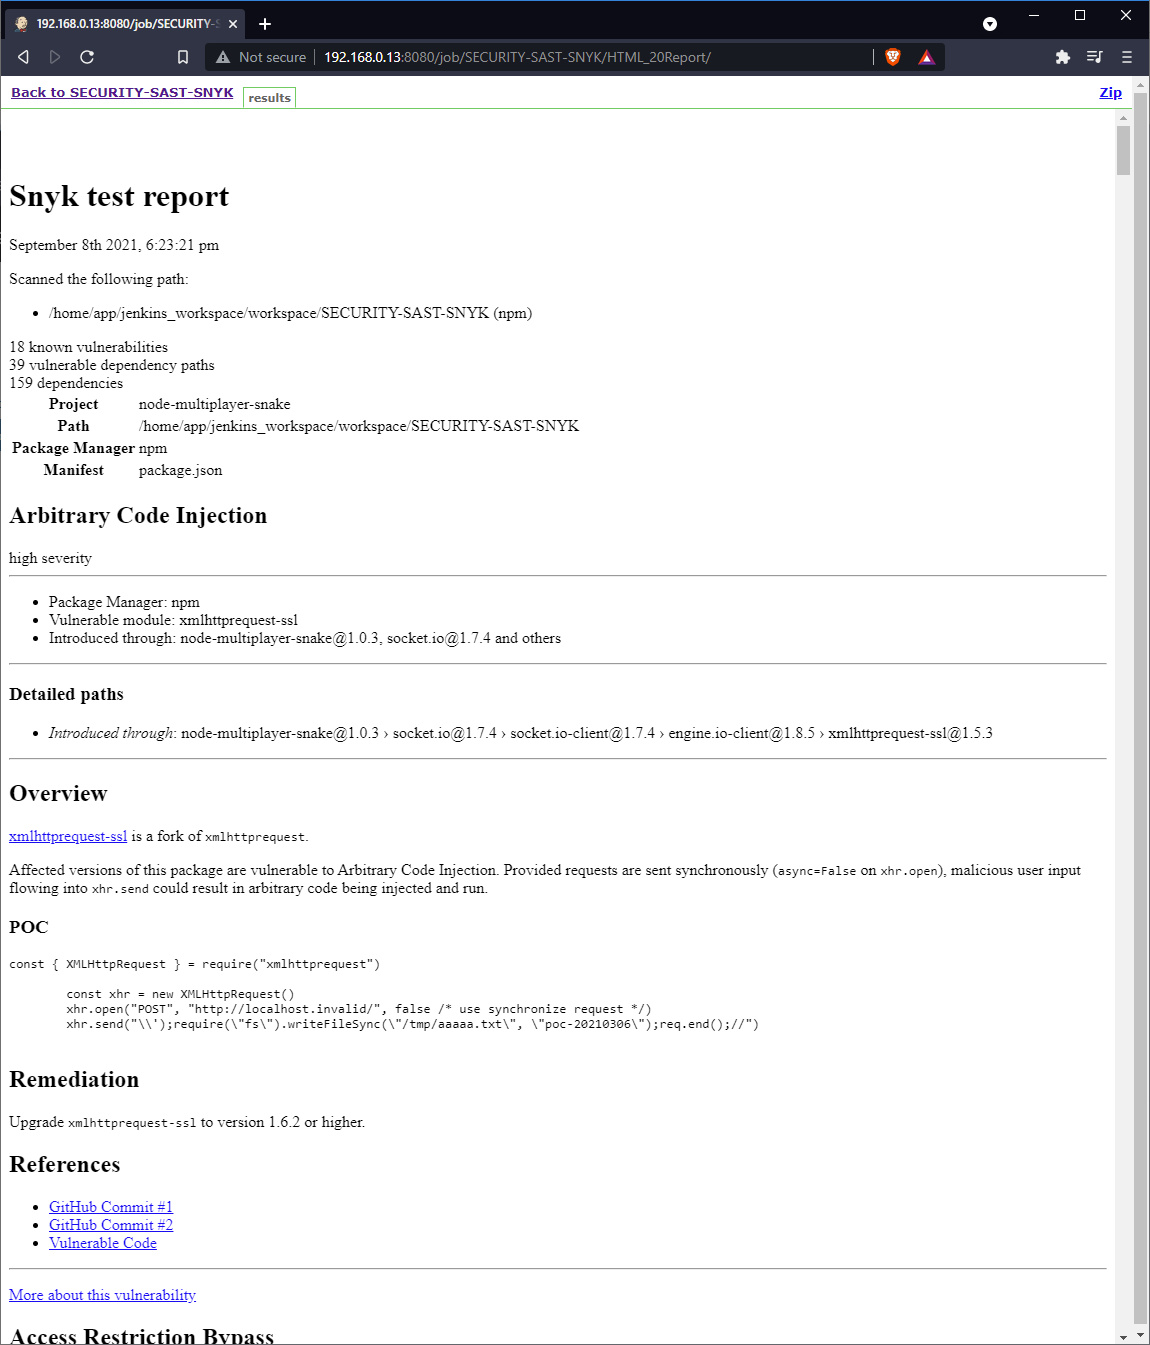 192.168.0.13:8080/job/SECURITY-S
Not secure
192.168.0.13:8080/job/SECURITY-SAST-SNYK/HTML_20Report/
Back to SECURITY-SAST-SNYK
results
Zip
Snyk test report
September 8th 2021, 6:23:21 pm
Scanned the following path:
• /home/app/jenkins_workspace/workspace/SECURITY-SAST-SNYK (npm)
18 known vulnerabilities
39 vulnerable dependency paths
159 dependencies
Project node-multiplayer-snake
Path /home/app/jenkins_workspace/workspace/SECURITY-SAST-SNYK
Package Manager npm
Manifest package.json
Arbitrary Code Injection
high severity
• Package Manager: npm
• Vulnerable module: xmlhttprequest-ssl
• Introduced through: node-multiplayer-snake@1.0.3, socket.io@1.7.4 and others
Detailed paths
• Introduced through: node-multiplayer-snake@1.0.3 › socket.io@1.7.4 › socket.io-client@1.7.4 › engine.io-client@1.8.5 › xmlhttprequest-ssl@1.5.3
Overview
xmlhttprequest-ssl is a fork of xmlhttprequest.
Affected versions of this package are vulnerable to Arbitrary Code Injection. Provided requests are sent synchronously (async=False on xhr.open), malicious user input
flowing into xhr.send could result in arbitrary code being injected and run.
POC
const { XMLHttpRequest } = require("xmlhttprequest")
const xhr = new XMLHttpRequest()
xhr.open("POST", "http://localhost.invalid/", false /* use synchronize request */)
xhr.send("\\');require(\"fs\").writeFileSync(\"/tmp/aaaaa.txt\", \"poc-20210306\");req.end();//")
Remediation
Upgrade xmlhttprequest-ssl to version 1.6.2 or higher.
References
• GitHub Commit #1
• GitHub Commit #2
• Vulnerable Code
More about this vulnerability
Access Restriction Bypass